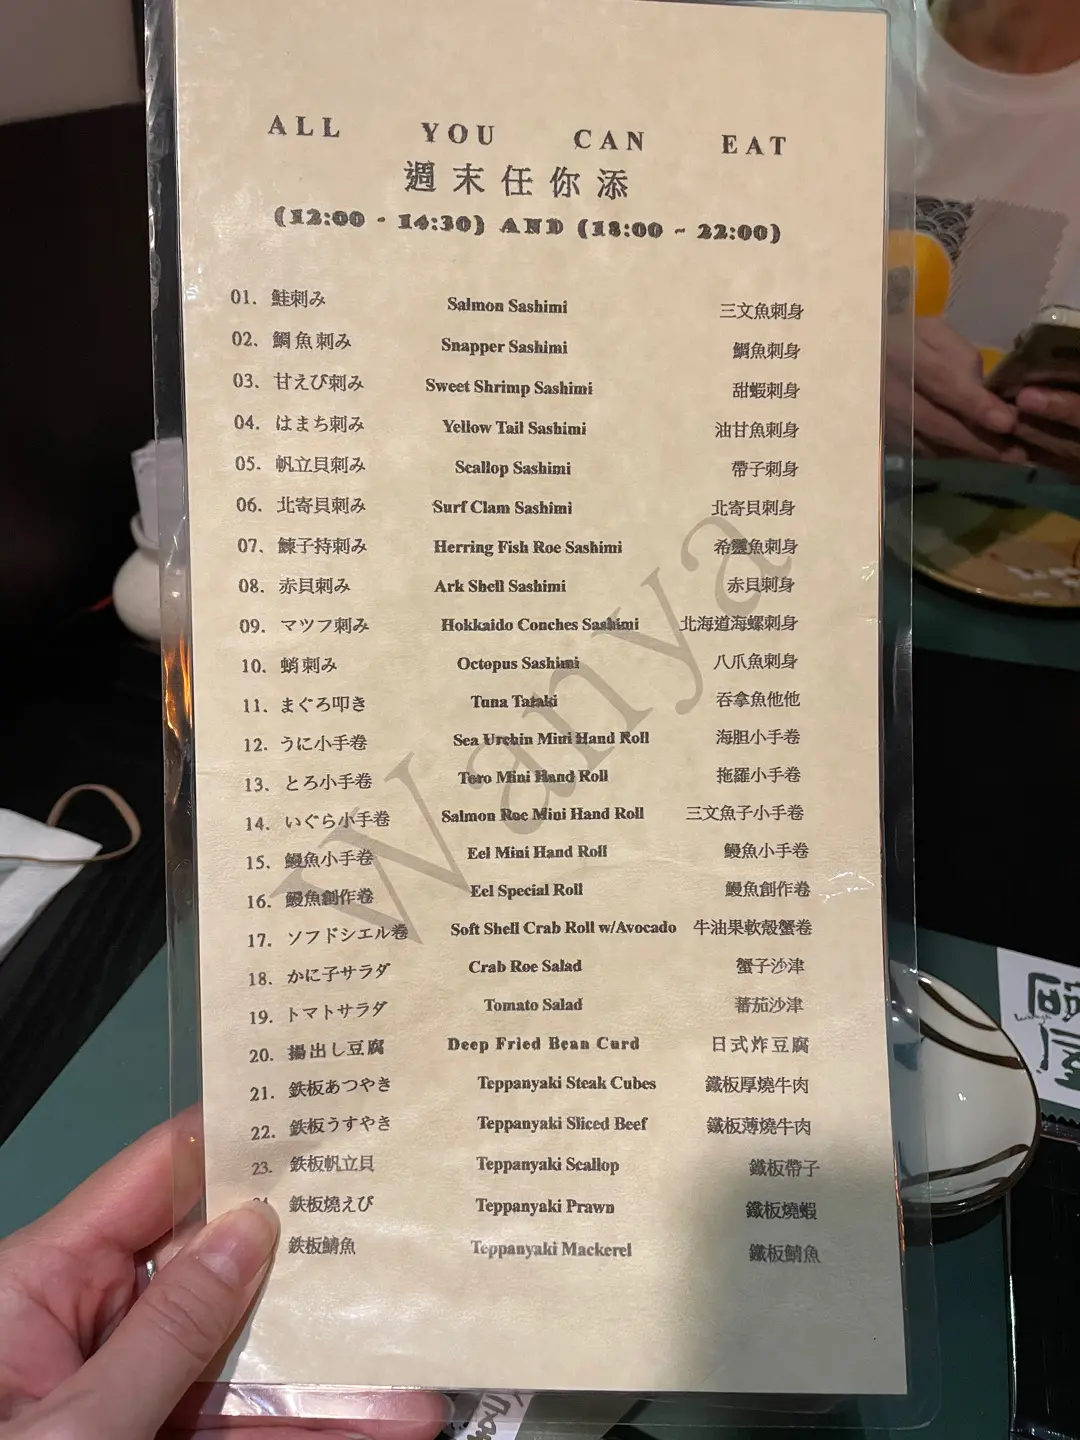 ALL YOU CAN EAT
週末任你添
(12:00 - 14:30) AND (18:00 ~ 22:00)
01. 鮭刺み Salmon Sashimi 三文魚刺身
02. 鯛魚刺み Snapper Sashimi 鯛魚刺身
03. 甘えび刺み Sweet Shrimp Sashimi 甜蝦刺身
04. はまち刺み Yellow Tail Sashimi 油甘魚刺身
05. 帆立貝刺み Scallop Sashimi 帶子刺身
06. 北寄貝刺み Surf Clam Sashimi 北寄貝刺身
07. 鰊子持刺み Herring Fish Roe Sashimi 希靈魚刺身
08. 赤貝刺み Ark Shell Sashimi 赤貝刺身
09. マツフ刺み Hokkaido Conches Sashimi 北海道海螺刺身
10. 蛸刺み Octopus Sashimi 八爪魚刺身
11. まぐろ叩き Tuna Tataki 吞拿魚他他
12. うに小手卷 Sea Urchin Mini Hand Roll 海胆小手卷
13. とろ小手卷 Toro Mini Hand Roll 拖羅小手卷
14. いぐら小手卷 Salmon Roe Mini Hand Roll 三文魚子小手卷
15. 鰻魚小手卷 Eel Mini Hand Roll 鰻魚小手卷
16. 鰻魚創作卷 Eel Special Roll 鰻魚創作卷
17. ソフドシエル卷 Soft Shell Crab Roll w/Avocado 牛油果軟殼蟹卷
18. かに子サラダ Crab Roe Salad 蟹子沙津
19. トマトサラダ Tomato Salad 蕃茄沙津
20. 揚出し豆腐 Deep Fried Bean Curd 日式炸豆腐
21. 鉄板あつやき Teppanyaki Steak Cubes 鐵板厚燒牛肉
22. 鉄板うすやき Teppanyaki Sliced Beef 鐵板薄燒牛肉
23. 鉄板帆立貝 Teppanyaki Scallop 鐵板帶子
鉄板燒えび Teppanyaki Prawn 鐵板燒蝦
鉄板鯖魚 Teppanyaki Mackerel 鐵板鯖魚
Wanya